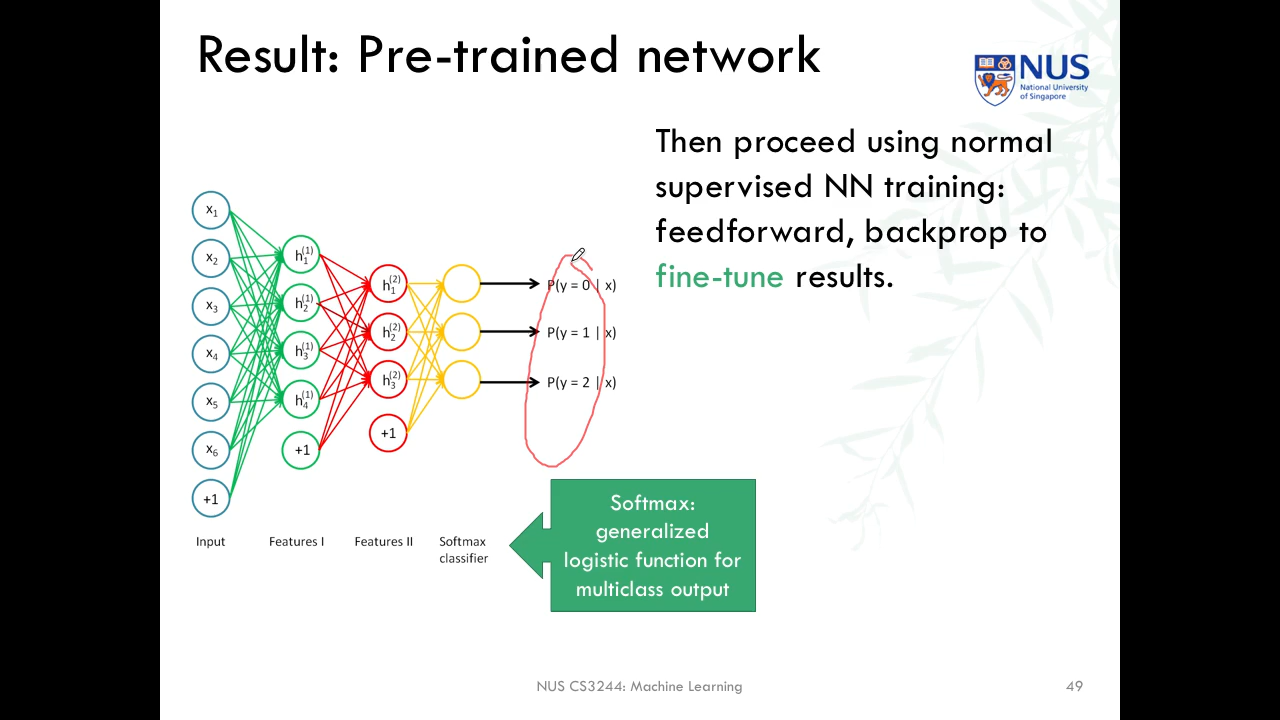 Result: Pre-trained network
NUS
National University
of Singapore
Then proceed using normal
supervised NN training:
feedforward, backprop to
fine-tune results.
x1
x2
x3
x4
x5
x6
+1
h1(1)
h2(1)
h3(1)
h4(1)
+1
h1(2)
h2(2)
h3(2)
+1
P(y = 0 | x)
P(y = 1 | x)
P(y = 2 | x)
Input
Features I
Features II
Softmax
classifier
Softmax:
generalized
logistic function for
multiclass output
NUS CS3244: Machine Learning
49